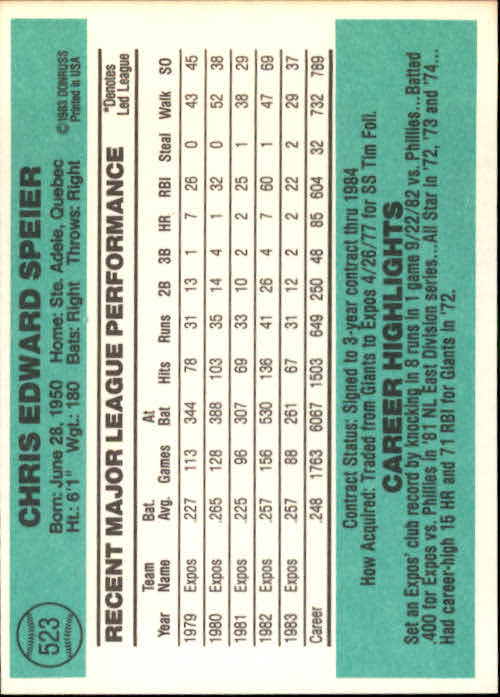 523
CHRIS EDWARD SPEIER
Born: June 28, 1950 Home: Ste. Adele, Quebec
Ht.: 6'1" Wgt.: 180 Bats: Right Throws: Right
©1983 DONRUSS
Printed in USA
RECENT MAJOR LEAGUE PERFORMANCE
*Denotes
Led League
Year Team Name Bat. Avg. Games At Bat Hits Runs 2B 3B HR RBI Steal Walk SO
1979 Expos .227 113 344 78 31 13 1 7 26 0 43 45
1980 Expos .265 128 388 103 35 14 4 1 32 0 52 38
1981 Expos .225 96 307 69 33 10 2 2 25 1 38 29
1982 Expos .257 156 530 136 41 26 4 7 60 1 47 69
1983 Expos .257 88 261 67 31 12 2 2 22 2 29 37
Career .248 1763 6067 1503 649 250 48 85 604 32 732 789
Contract Status: Signed to 3-year contract thru 1984
How Acquired: Traded from Giants to Expos 4/26/77 for SS Tim Foli.
CAREER HIGHLIGHTS
Set an Expos' club record by knocking in 8 runs in 1 game 9/22/82 vs. Phillies...Batted
.400 for Expos vs. Phillies in '81 NL East Division series...All Star in '72, '73 and '74...
Had career-high 15 HR and 71 RBI for Giants in '72.